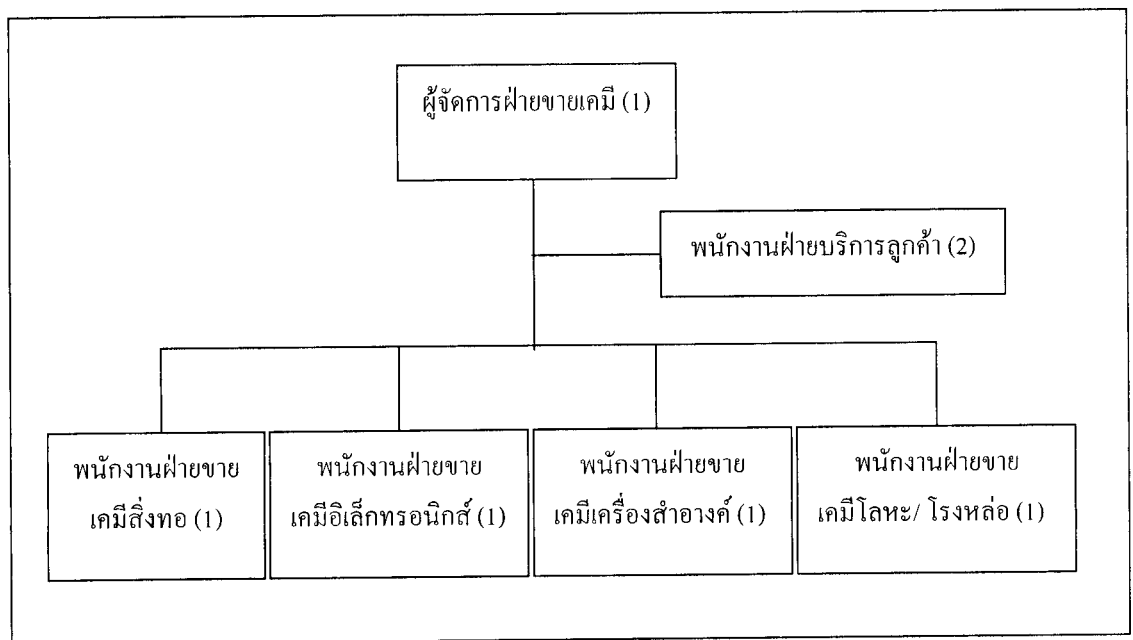 ผู้จัดการฝ่ายขายเคมี (1)
พนักงานฝ่ายบริการลูกค้า (2)
พนักงานฝ่ายขาย
เคมีสิ่งทอ (1)
พนักงานฝ่ายขาย
เคมีอิเล็กทรอนิกส์ (1)
พนักงานฝ่ายขาย
เคมีเครื่องสำอางค์ (1)
พนักงานฝ่ายขาย
เคมีโลหะ/ โรงหล่อ (1)